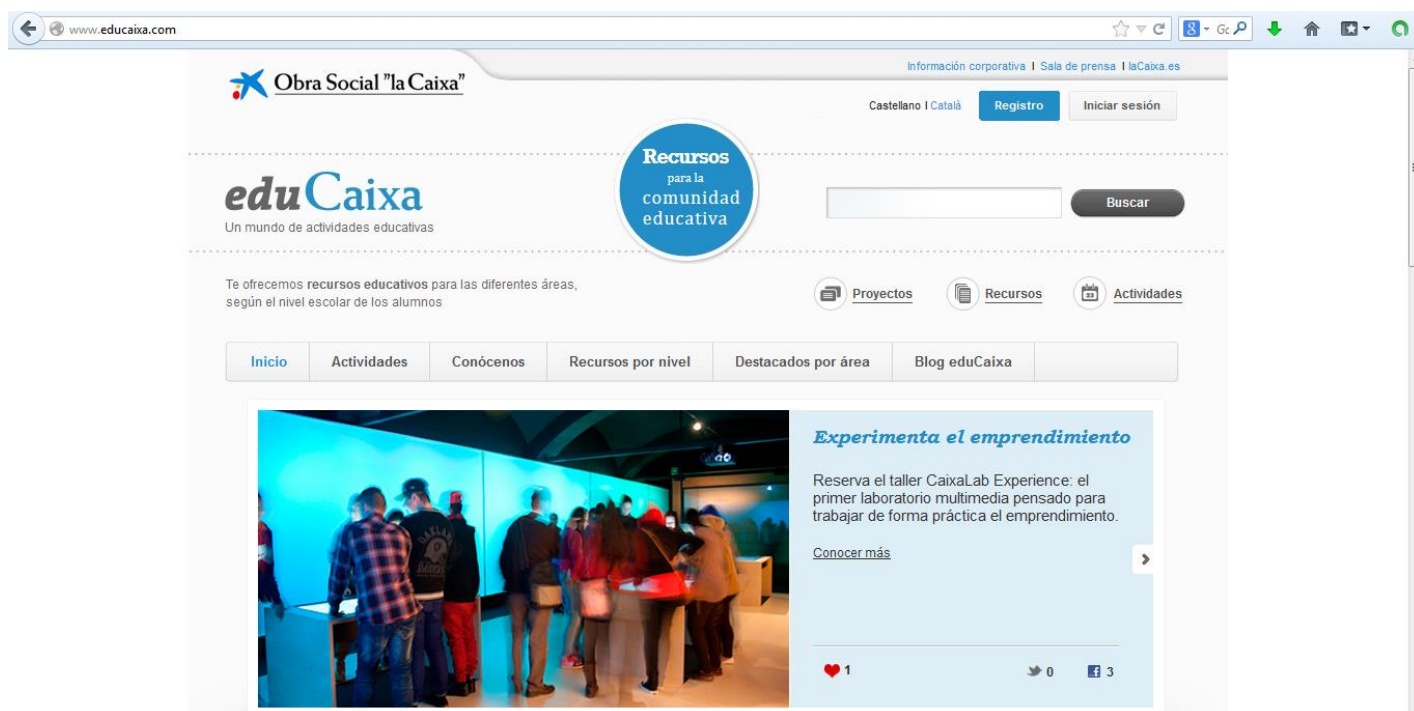 www.educaixa.com
Información corporativa I Sala de prensa I laCaixa.es
Obra Social "la Caixa"
Castellano I Català Registro Iniciar sesión
Recursos
para la
comunidad
educativa
eduCaixa
Un mundo de actividades educativas
Buscar
Te ofrecemos recursos educativos para las diferentes áreas,
según el nivel escolar de los alumnos
Proyectos Recursos Actividades
Inicio Actividades Conócenos Recursos por nivel Destacados por área Blog eduCaixa
Experimenta el emprendimiento
Reserva el taller CaixaLab Experience: el
primer laboratorio multimedia pensado para
trabajar de forma práctica el emprendimiento.
Conocer más
1 0 3